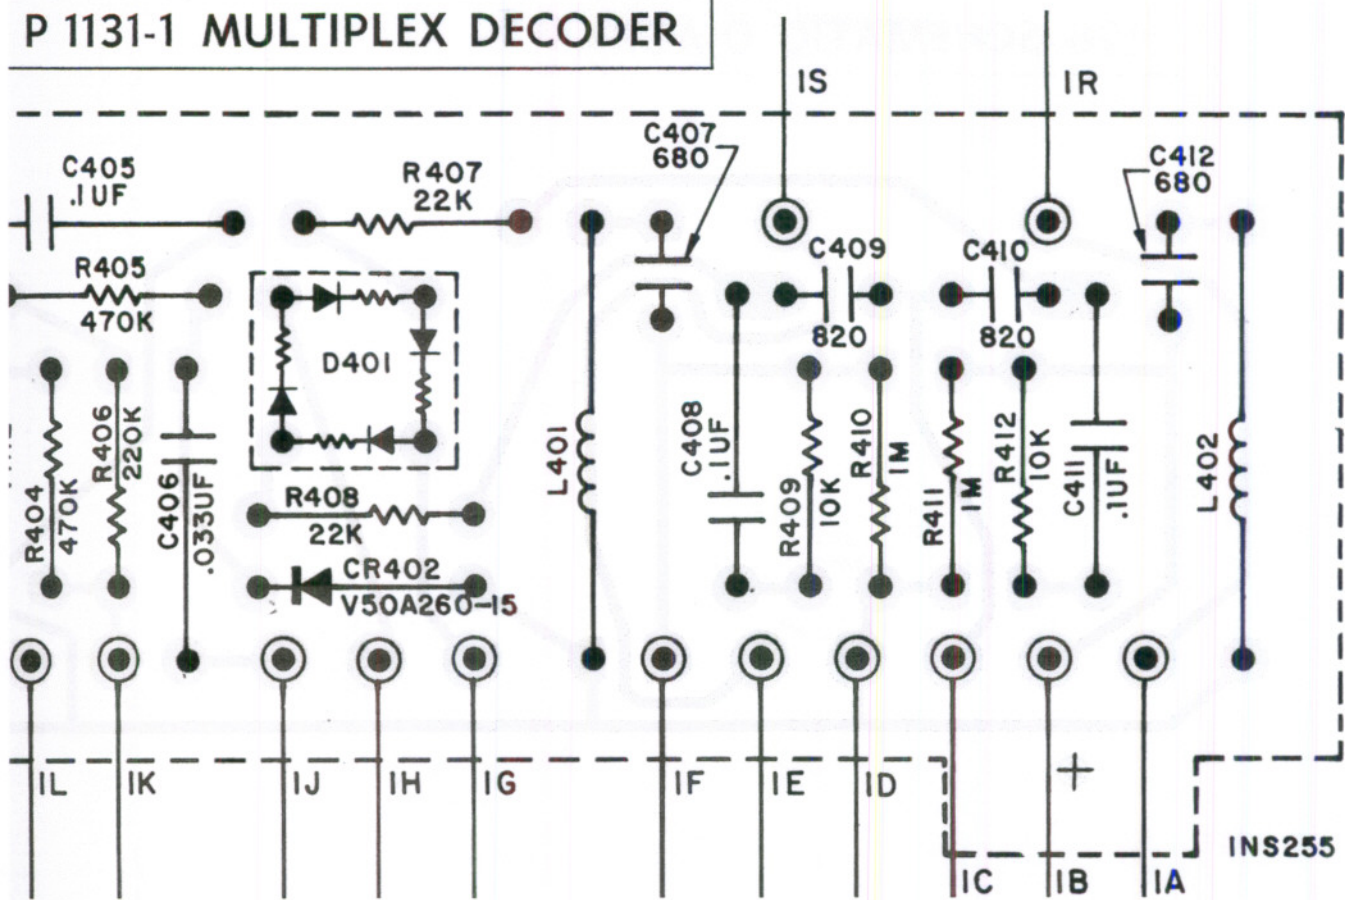 P 1131-1 MULTIPLEX DECODER
IS
IR
C405
.1UF
R407
22K
C407
680
C412
680
R405
470K
C409
820
C410
820
D401
R404
470K
R406
220K
C406
.033UF
R408
22K
CR402
V50A260-15
L401
C408
.1UF
R409
10K
R410
1M
R411
1M
R412
10K
C411
.1UF
L402
IL
IK
IJ
IH
IG
IF
IE
ID
IC
IB
IA
INS255